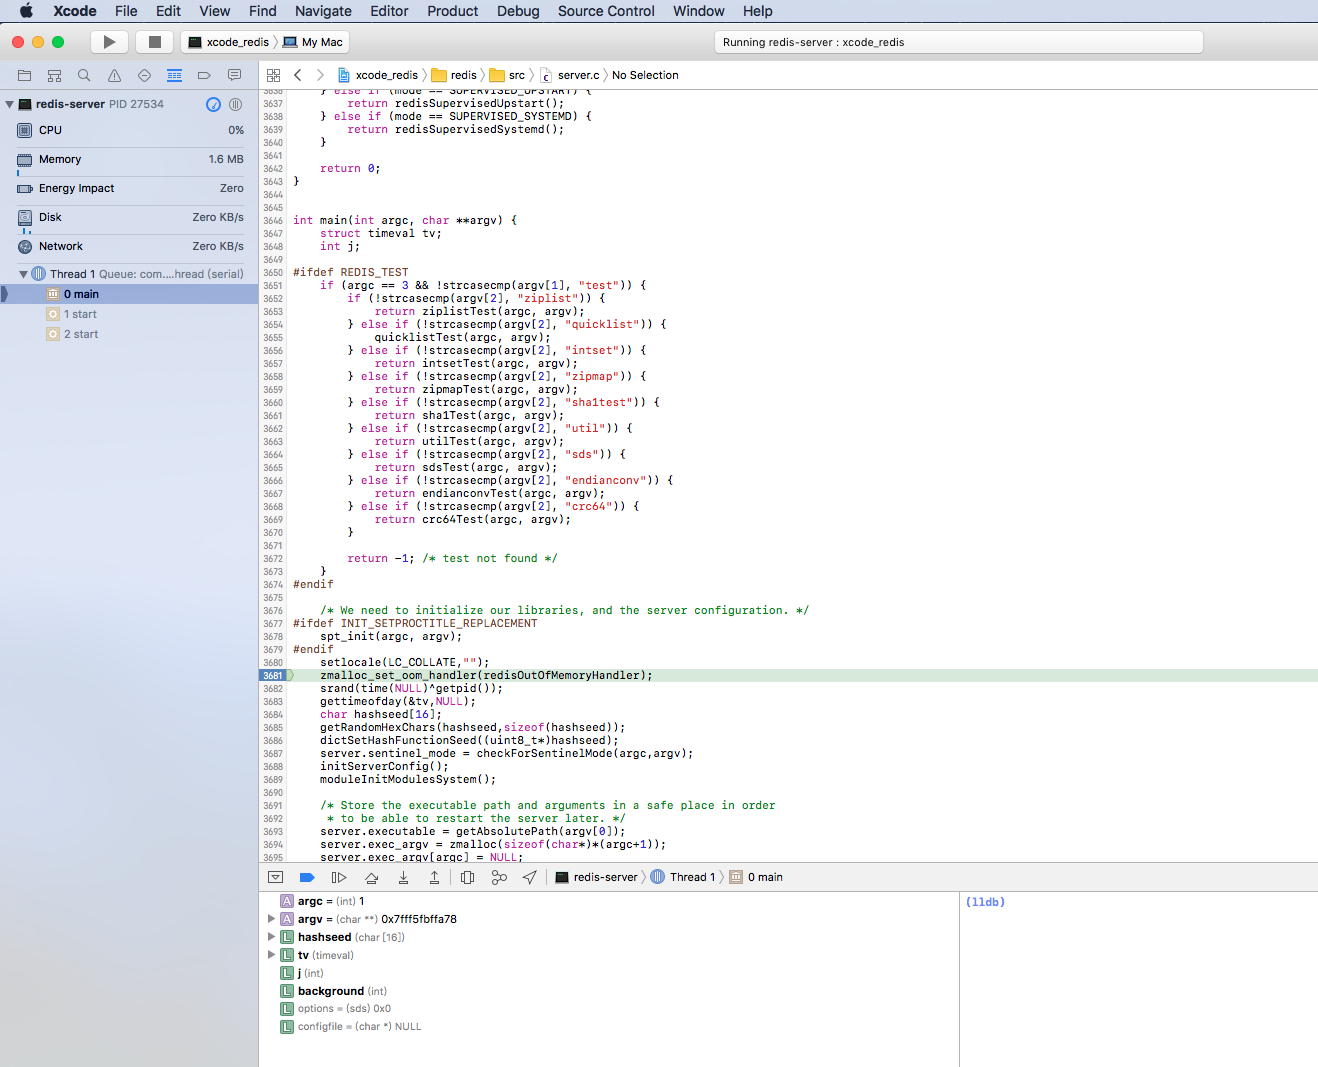 Xcode File Edit View Find Navigate Editor Product Debug Source Control Window Help
xcode_redis My Mac
Running redis-server : xcode_redis
xcode_redis redis src server.c No Selection
redis-server PID 27534
CPU 0%
Memory 1.6 MB
Energy Impact Zero
Disk Zero KB/s
Network Zero KB/s
Thread 1 Queue: com....hread (serial)
0 main
1 start
2 start
3636 } else if (mode == SUPERVISED_UPSTART) {
3637 return redisSupervisedUpstart();
3638 } else if (mode == SUPERVISED_SYSTEMD) {
3639 return redisSupervisedSystemd();
3640 }
3641
3642 return 0;
3643 }
3644
3645
3646 int main(int argc, char **argv) {
3647 struct timeval tv;
3648 int j;
3649
3650 #ifdef REDIS_TEST
3651 if (argc == 3 && !strcasecmp(argv[1], "test")) {
3652 if (!strcasecmp(argv[2], "ziplist")) {
3653 return ziplistTest(argc, argv);
3654 } else if (!strcasecmp(argv[2], "quicklist")) {
3655 quicklistTest(argc, argv);
3656 } else if (!strcasecmp(argv[2], "intset")) {
3657 return intsetTest(argc, argv);
3658 } else if (!strcasecmp(argv[2], "zipmap")) {
3659 return zipmapTest(argc, argv);
3660 } else if (!strcasecmp(argv[2], "sha1test")) {
3661 return sha1Test(argc, argv);
3662 } else if (!strcasecmp(argv[2], "util")) {
3663 return utilTest(argc, argv);
3664 } else if (!strcasecmp(argv[2], "sds")) {
3665 return sdsTest(argc, argv);
3666 } else if (!strcasecmp(argv[2], "endianconv")) {
3667 return endianconvTest(argc, argv);
3668 } else if (!strcasecmp(argv[2], "crc64")) {
3669 return crc64Test(argc, argv);
3670 }
3671
3672 return -1; /* test not found */
3673 }
3674 #endif
3675
3676 /* We need to initialize our libraries, and the server configuration. */
3677 #ifdef INIT_SETPROCTITLE_REPLACEMENT
3678 spt_init(argc, argv);
3679 #endif
3680 setlocale(LC_COLLATE,"");
3681 zmalloc_set_oom_handler(redisOutOfMemoryHandler);
3682 srand(time(NULL)^getpid());
3683 gettimeofday(&tv,NULL);
3684 char hashseed[16];
3685 getRandomHexChars(hashseed,sizeof(hashseed));
3686 dictSetHashFunctionSeed((uint8_t*)hashseed);
3687 server.sentinel_mode = checkForSentinelMode(argc,argv);
3688 initServerConfig();
3689 moduleInitModulesSystem();
3690
3691 /* Store the executable path and arguments in a safe place in order
3692 * to be able to restart the server later. */
3693 server.executable = getAbsolutePath(argv[0]);
3694 server.exec_argv = zmalloc(sizeof(char*)*(argc+1));
3695 server.exec_argv[argc] = NULL;
redis-server Thread 1 0 main
A argc = (int) 1
A argv = (char **) 0x7fff5fbffa78
L hashseed (char [16])
L tv (timeval)
L j (int)
L background (int)
L options = (sds) 0x0
L configfile = (char *) NULL
(lldb)